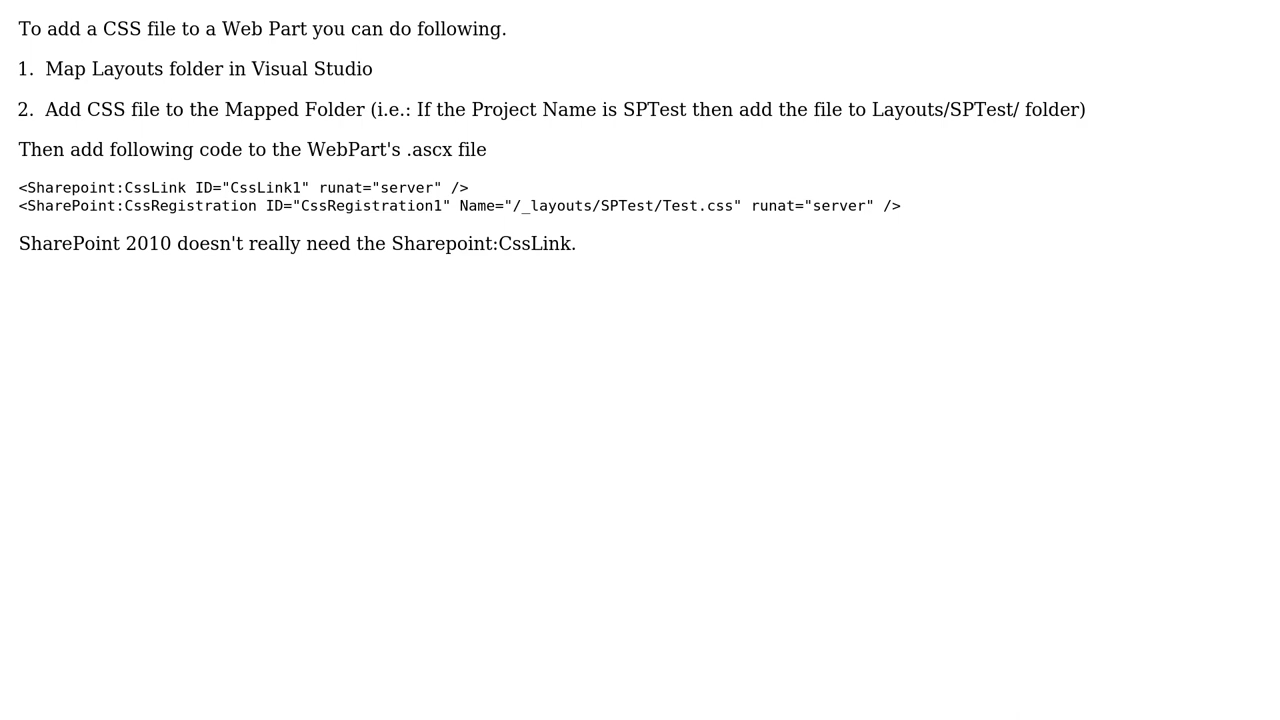 To add a CSS file to a Web Part you can do following.
1. Map Layouts folder in Visual Studio
2. Add CSS file to the Mapped Folder (i.e.: If the Project Name is SPTest then add the file to Layouts/SPTest/ folder)
Then add following code to the WebPart's .ascx file
<Sharepoint:CssLink ID="CssLink1" runat="server" />
<SharePoint:CssRegistration ID="CssRegistration1" Name="/_layouts/SPTest/Test.css" runat="server" />
SharePoint 2010 doesn't really need the Sharepoint:CssLink.